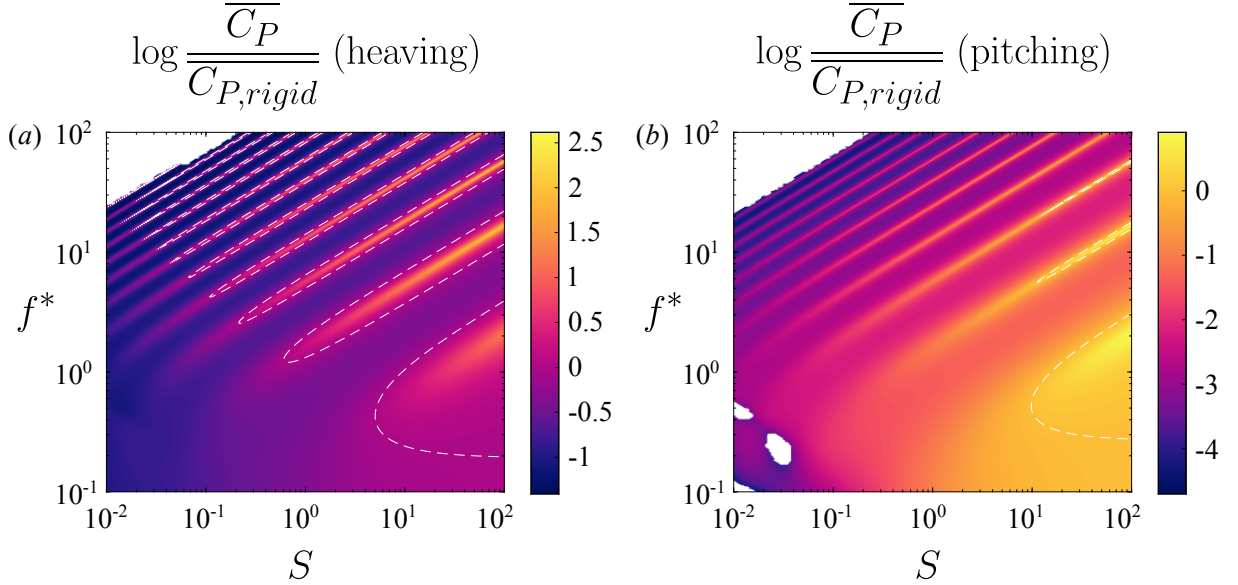 log C_P / C_{P,rigid} (heaving)
log C_P / C_{P,rigid} (pitching)
(a)
10^2
10^1
f*
10^0
10^{-1}
10^{-2} 10^{-1} 10^0 10^1 10^2
S
2.5
2
1.5
1
0.5
0
-0.5
-1
(b)
10^2
10^1
f*
10^0
10^{-1}
10^{-2} 10^{-1} 10^0 10^1 10^2
S
0
-1
-2
-3
-4